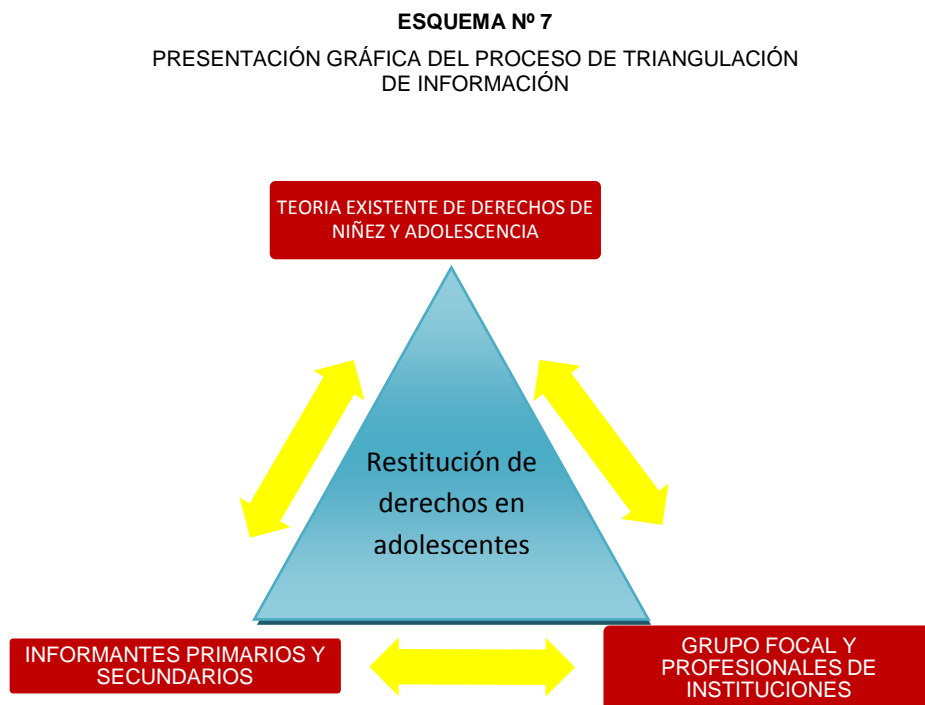 ESQUEMA Nº 7
PRESENTACIÓN GRÁFICA DEL PROCESO DE TRIANGULACIÓN
DE INFORMACIÓN
TEORIA EXISTENTE DE DERECHOS DE
NIÑEZ Y ADOLESCENCIA
Restitución de
derechos en
adolescentes
INFORMANTES PRIMARIOS Y
SECUNDARIOS
GRUPO FOCAL Y
PROFESIONALES DE
INSTITUCIONES